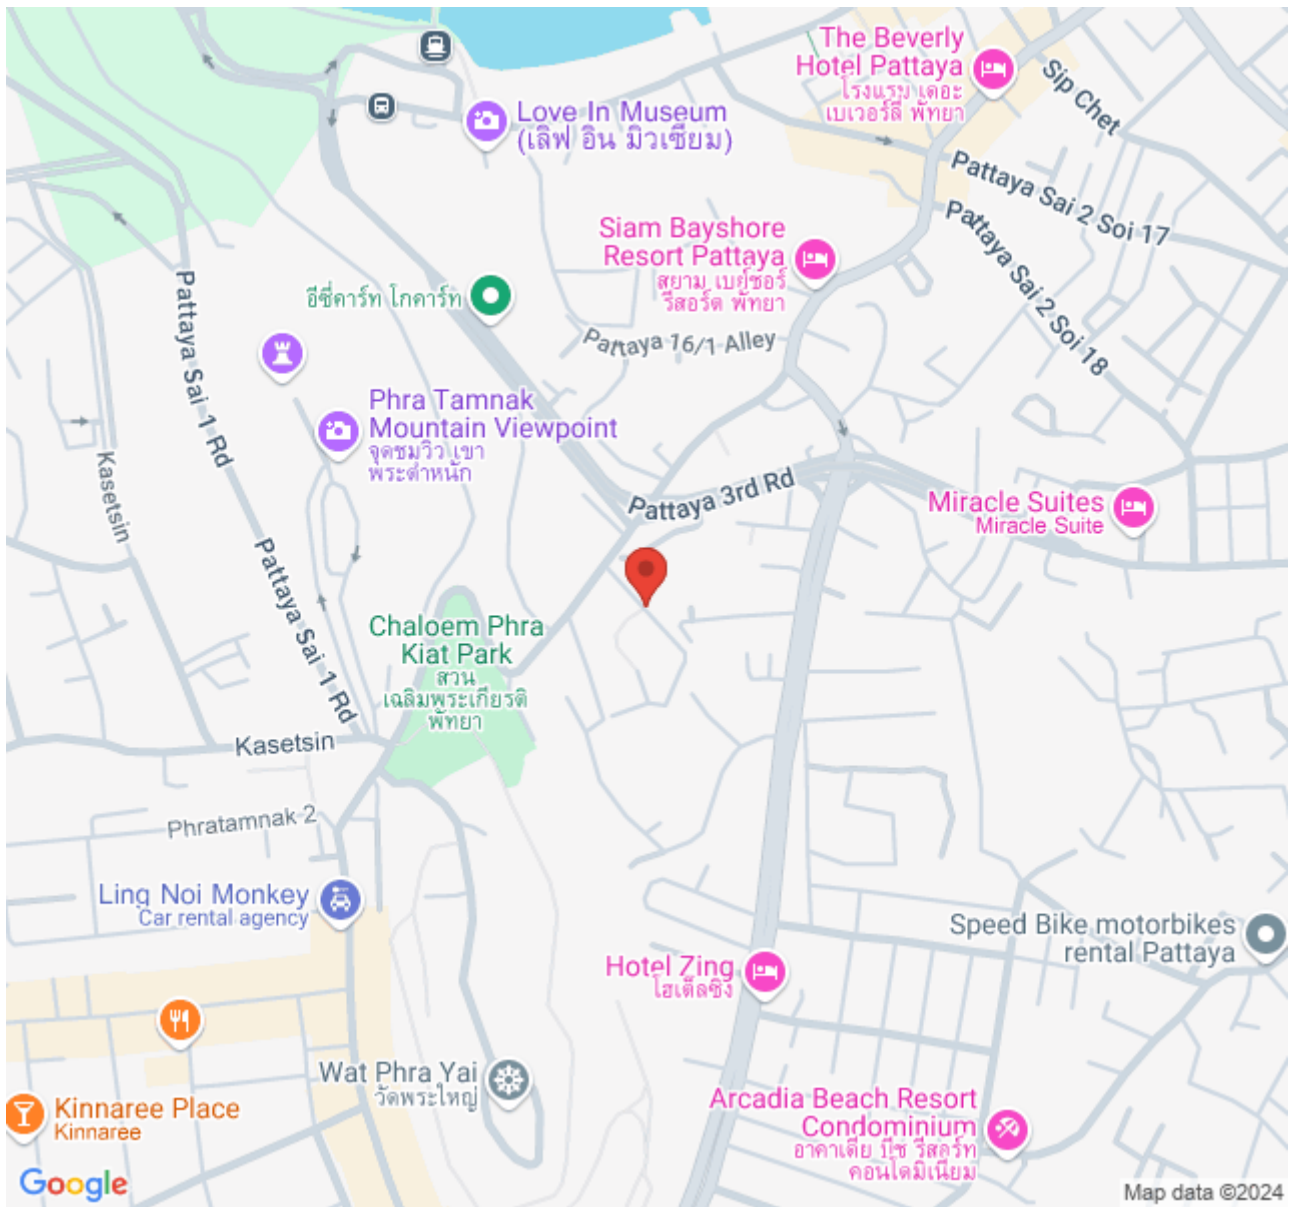 The Beverly
Hotel Pattaya
โรงแรม เดอะ
เบเวอร์ลี่ พัทยา
Sip Chet
Love In Museum
(เลิฟ อิน มิวเซียม)
Pattaya Sai 2 Soi 17
Pattaya Sai 2 Soi 18
Siam Bayshore
Resort Pattaya
สยาม เบย์ชอร์
รีสอร์ต พัทยา
อีซี่คาร์ท โกคาร์ท
Pattaya 16/1 Alley
Pattaya Sai 1 Rd
Phra Tamnak
Mountain Viewpoint
จุดชมวิว เขา
พระตำหนัก
Kasetsin
Pattaya 3rd Rd
Miracle Suites
Miracle Suite
Pattaya Sai 1 Rd
Chaloem Phra
Kiat Park
สวน
เฉลิมพระเกียรติ
พัทยา
Kasetsin
Phratamnak 2
Ling Noi Monkey
Car rental agency
Speed Bike motorbikes
rental Pattaya
Hotel Zing
โฮเต็ลซิง
Wat Phra Yai
วัดพระใหญ่
Kinnaree Place
Kinnaree
Arcadia Beach Resort
Condominium
อาคาเดีย บีช รีสอร์ท
คอนโดมิเนียม
Google
Map data ©2024